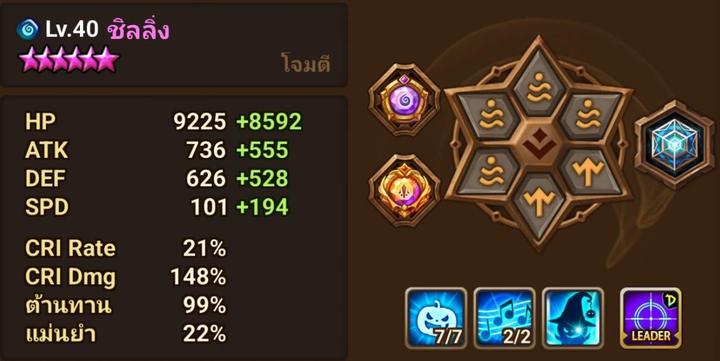 Lv.40 ชิลลิ่ง
โจมตี
HP 9225 +8592
ATK 736 +555
DEF 626 +528
SPD 101 +194
CRI Rate 21%
CRI Dmg 148%
ต้านทาน 99%
แม่นยำ 22%
7/7 2/2 D
LEADER